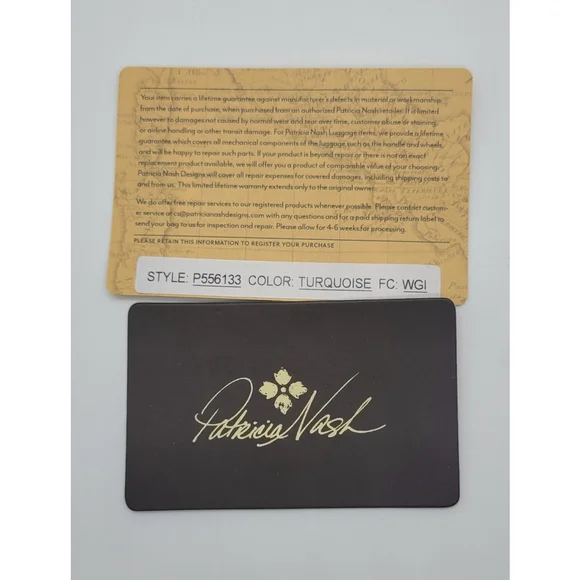 Your item carries a lifetime guarantee against manufacturer's defects in material or workmanship
from the date of purchase, when purchased from an authorized Patricia Nash retailer. It is limited
however to damages not caused by normal wear and tear over time, customer abuse or staining,
or airline handling or other transit damage. For Patricia Nash Luggage items, we provide a lifetime
guarantee which covers all mechanical components of the luggage, such as the handle and wheels,
and will be happy to repair such parts. If your product is beyond repair or there is not an exact
replacement product available, we will offer you a product of comparable value of your choosing.
Patricia Nash Designs will cover all repair expenses for covered damages, including shipping costs to
and from us. This limited lifetime warranty extends only to the original owner.
We do offer free repair services to our registered products whenever possible. Please contact custom-
er service at cs@patricianashdesigns.com with any questions and for a paid shipping return label to
send your bag to us for inspection and repair. Please allow for 4-6 weeks for processing.
PLEASE RETAIN THIS INFORMATION TO REGISTER YOUR PURCHASE
STYLE: P556133 COLOR: TURQUOISE FC: WGI
Patricia Nash